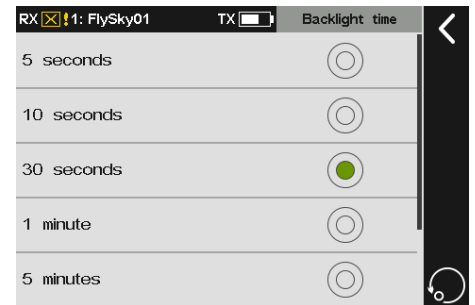 RX !1: FlySky01 TX Backlight time
5 seconds
10 seconds
30 seconds
1 minute
5 minutes